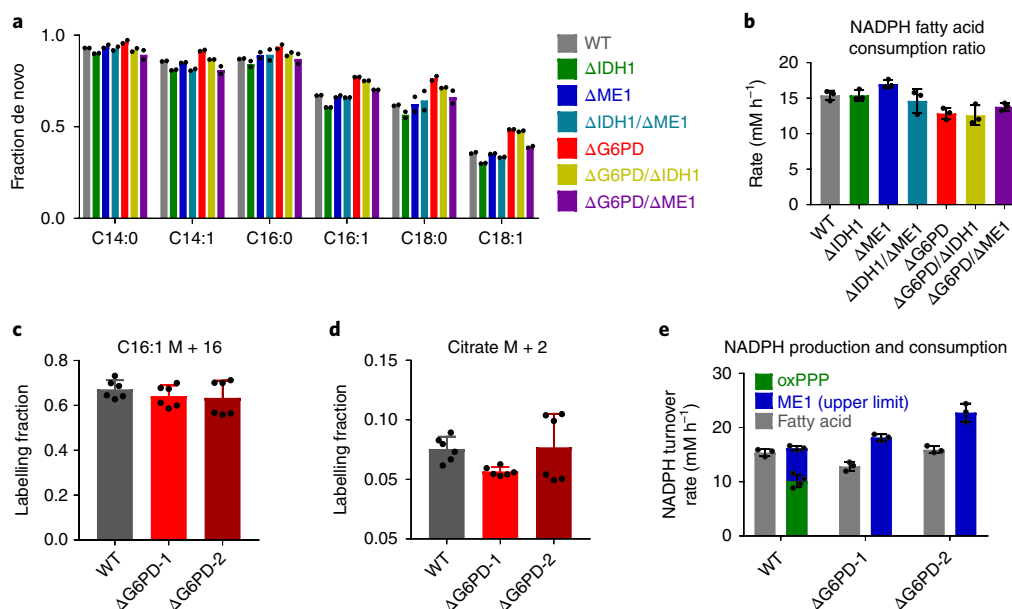 a
Fraction de novo
1.0
0.5
0.0
C14:0
C14:1
C16:0
C16:1
C18:0
C18:1
WT
ΔIDH1
ΔME1
ΔIDH1/ΔME1
ΔG6PD
ΔG6PD/ΔIDH1
ΔG6PD/ΔME1
b
NADPH fatty acid
consumption ratio
Rate (mM h⁻¹)
20
15
10
5
0
WT
ΔIDH1
ΔME1
ΔIDH1/ΔME1
ΔG6PD
ΔG6PD/ΔIDH1
ΔG6PD/ΔME1
c
C16:1 M + 16
Labelling fraction
0.8
0.6
0.4
0.2
0.0
WT
ΔG6PD-1
ΔG6PD-2
d
Citrate M + 2
Labelling fraction
0.15
0.10
0.05
0.05
WT
ΔG6PD-1
ΔG6PD-2
e
NADPH production and consumption
NADPH turnover
rate (mM h⁻¹)
30
20
10
0
oxPPP
ME1 (upper limit)
Fatty acid
WT
ΔG6PD-1
ΔG6PD-2